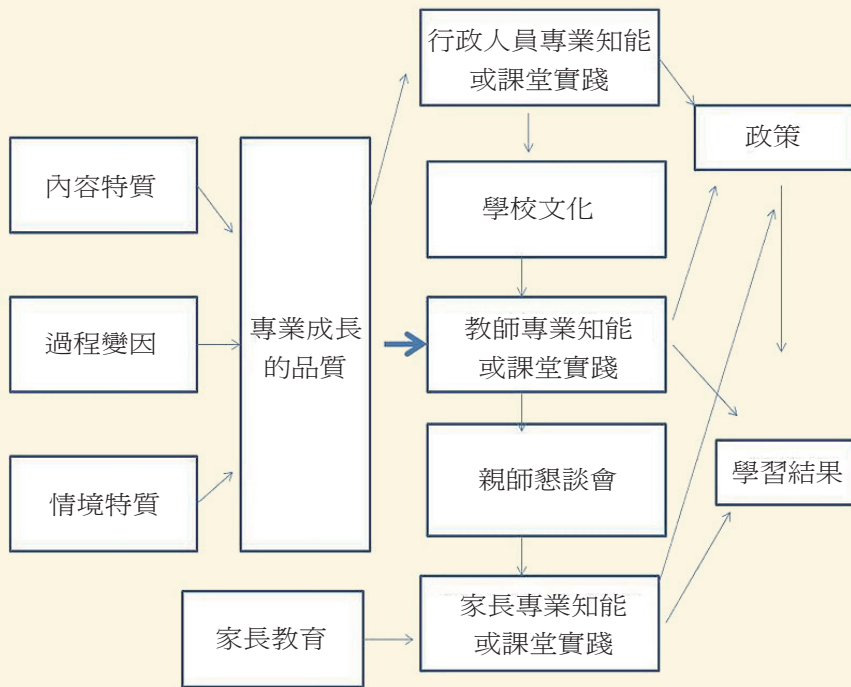 行政人員專業知能
或課堂實踐
政策
內容特質
學校文化
過程變因
專業成長
的品質
教師專業知能
或課堂實踐
情境特質
親師懇談會
學習結果
家長教育
家長專業知能
或課堂實踐